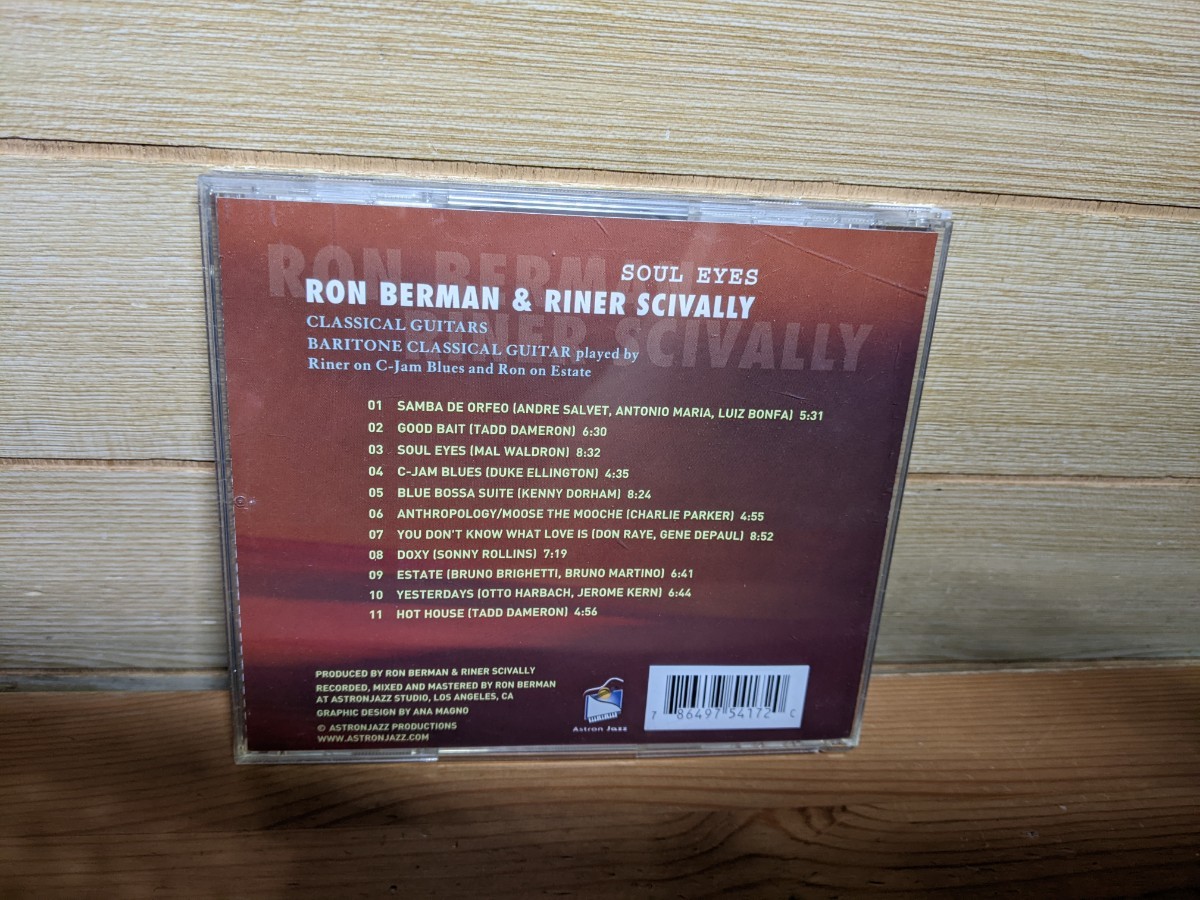 RON BERMAN
SOUL EYES
RON BERMAN & RINER SCIVALLY
RINER SCIVALLY
CLASSICAL GUITARS
BARITONE CLASSICAL GUITAR played by
Riner on C-Jam Blues and Ron on Estate
01 SAMBA DE ORFEO (ANDRE SALVET, ANTONIO MARIA, LUIZ BONFA) 5:31
02 GOOD BAIT (TADD DAMERON) 6:30
03 SOUL EYES (MAL WALDRON) 8:32
04 C-JAM BLUES (DUKE ELLINGTON) 4:35
05 BLUE BOSSA SUITE (KENNY DORHAM) 8:24
06 ANTHROPOLOGY/MOOSE THE MOOCHE (CHARLIE PARKER) 4:55
07 YOU DON'T KNOW WHAT LOVE IS (DON RAYE, GENE DEPAUL) 8:52
08 DOXY (SONNY ROLLINS) 7:19
09 ESTATE (BRUNO BRIGHETTI, BRUNO MARTINO) 6:41
10 YESTERDAYS (OTTO HARBACH, JEROME KERN) 6:44
11 HOT HOUSE (TADD DAMERON) 4:56
PRODUCED BY RON BERMAN & RINER SCIVALLY
RECORDED, MIXED AND MASTERED BY RON BERMAN
AT ASTRONJAZZ STUDIO, LOS ANGELES, CA
GRAPHIC DESIGN BY ANA MAGNO
© ASTRONJAZZ PRODUCTIONS
WWW.ASTRONJAZZ.COM
Astron Jazz
7 86497 54172 C